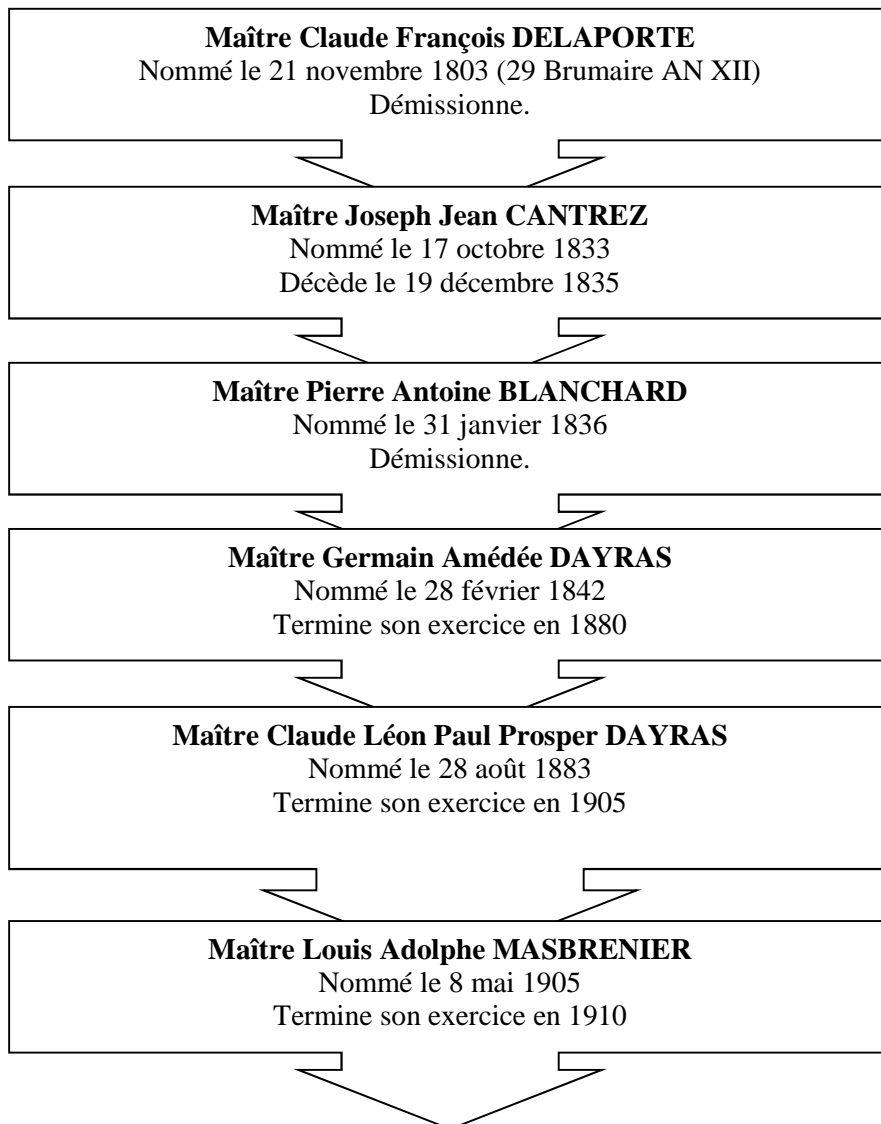 Maître Claude François DELAPORTE
Nommé le 21 novembre 1803 (29 Brumaire AN XII)
Démissionne.
Maître Joseph Jean CANTREZ
Nommé le 17 octobre 1833
Décède le 19 décembre 1835
Maître Pierre Antoine BLANCHARD
Nommé le 31 janvier 1836
Démissionne.
Maître Germain Amédée DAYRAS
Nommé le 28 février 1842
Termine son exercice en 1880
Maître Claude Léon Paul Prosper DAYRAS
Nommé le 28 août 1883
Termine son exercice en 1905
Maître Louis Adolphe MASBRENIER
Nommé le 8 mai 1905
Termine son exercice en 1910